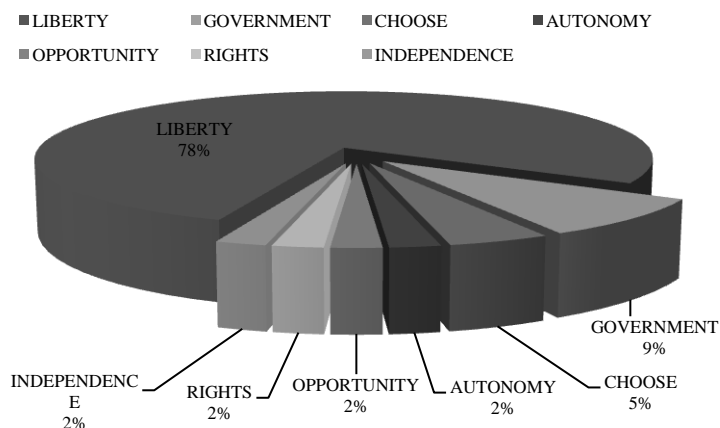 LIBERTY GOVERNMENT CHOOSE AUTONOMY
OPPORTUNITY RIGHTS INDEPENDENCE
LIBERTY
78%
GOVERNMENT
9%
CHOOSE
5%
AUTONOMY
2%
OPPORTUNITY
2%
RIGHTS
2%
INDEPENDENC
E
2%